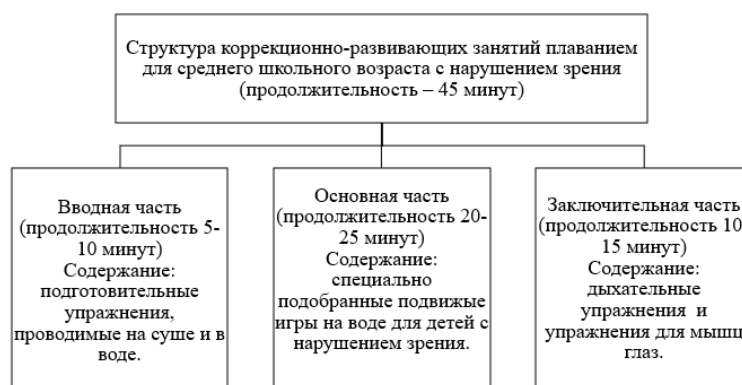 Структура коррекционно-развивающих занятий плаванием
для среднего школьного возраста с нарушением зрения
(продолжительность – 45 минут)
Вводная часть
(продолжительность 5-
10 минут)
Содержание:
подготовительные
упражнения,
проводимые на суше и в
воде.
Основная часть
(продолжительность 20-
25 минут)
Содержание:
специально
подобранные подвижые
игры на воде для детей с
нарушением зрения.
Заключительная часть
(продолжительность 10
15 минут)
Содержание:
дыхательные
упражнения и
упражнения для мышц
глаз.